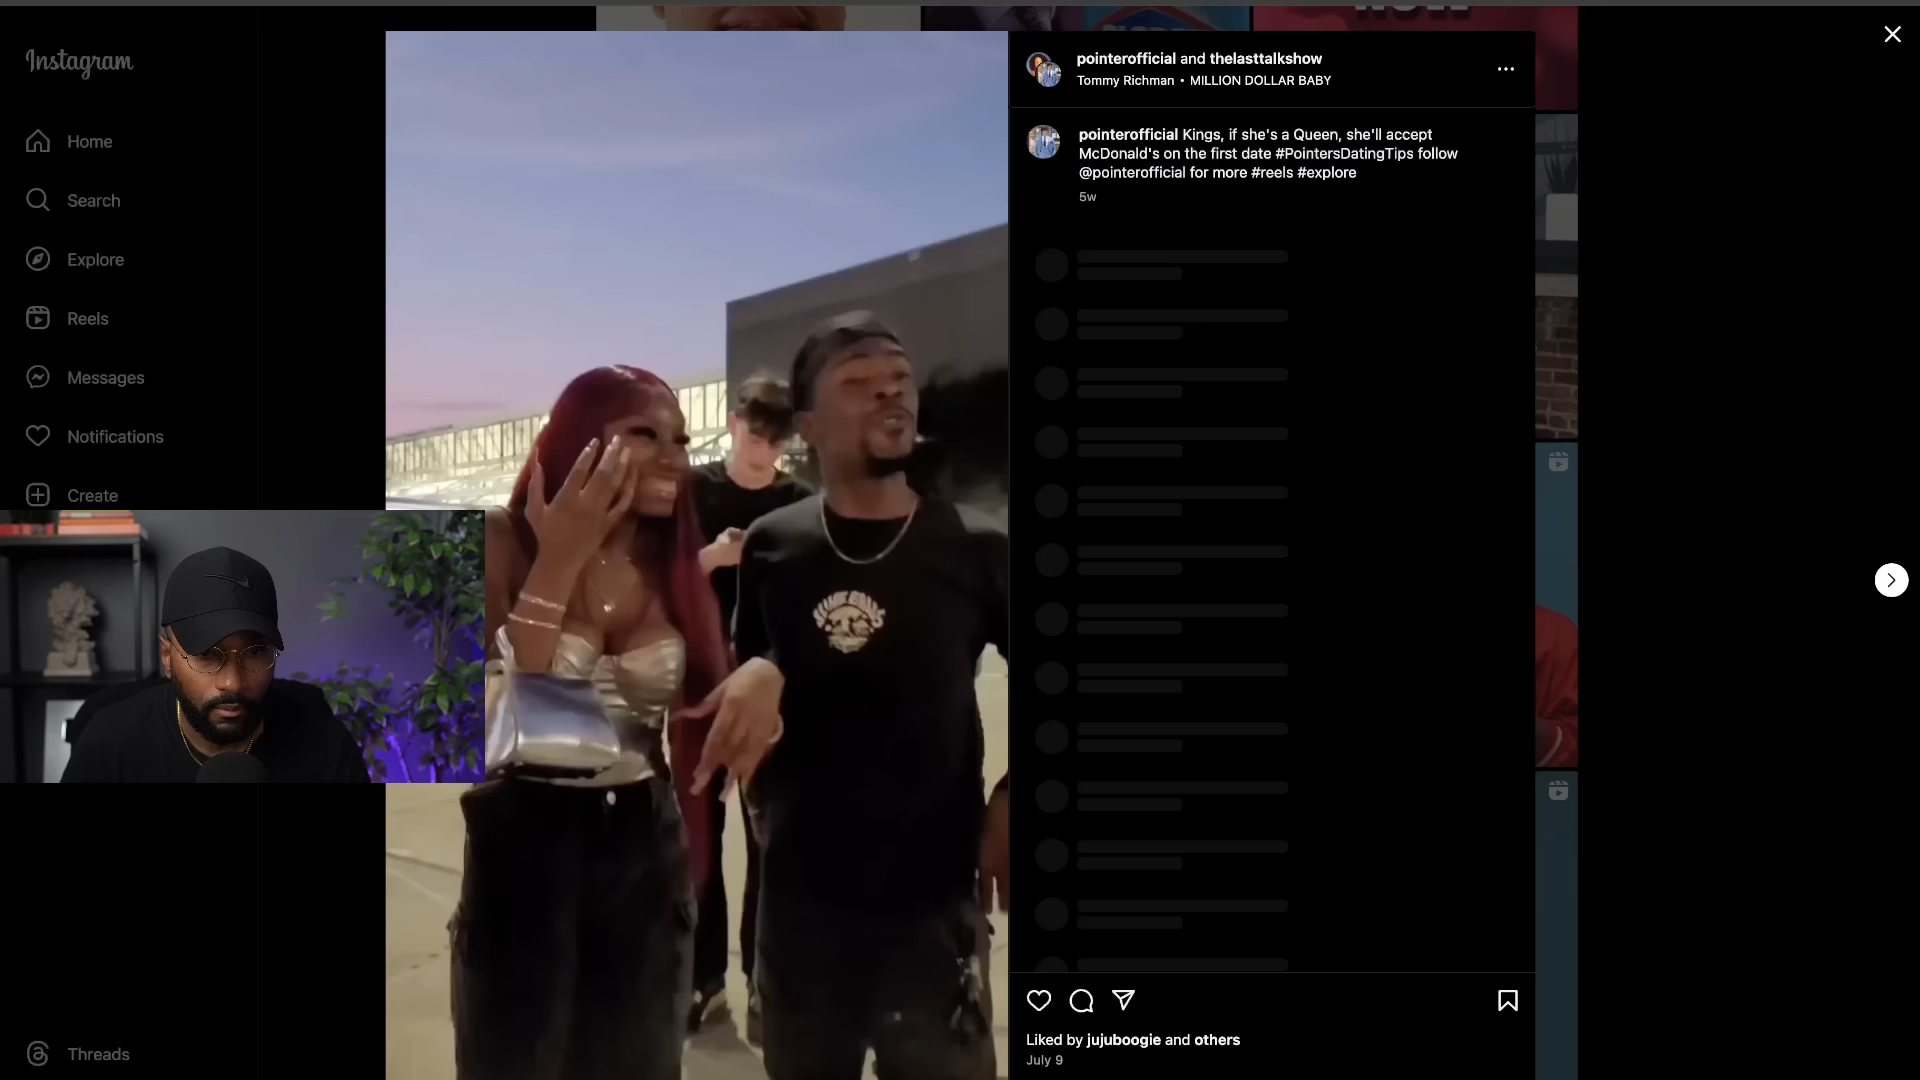 Instagram
Home
Search
Explore
Reels
Messages
Notifications
Create
Threads
pointerofficial and thelasttalkshow
Tommy Richman • MILLION DOLLAR BABY
pointerofficial Kings, if she's a Queen, she'll accept
McDonald's on the first date #PointersDatingTips follow
@pointerofficial for more #reels #explore
5w
Liked by jujuboogie and others
July 9